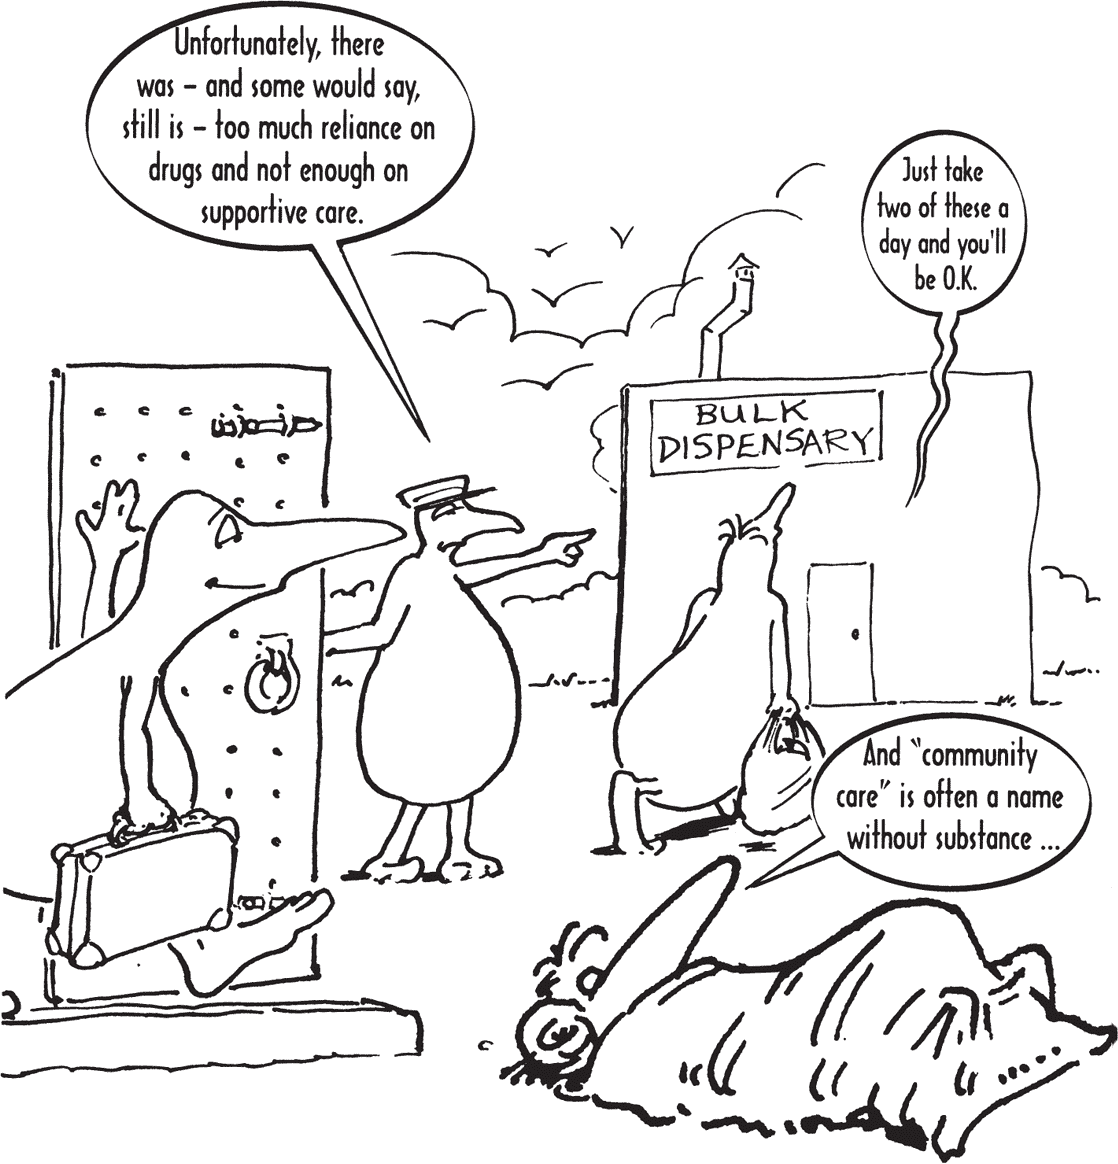 Unfortunately, there
was – and some would say,
still is – too much reliance on
drugs and not enough on
supportive care.
Just take
two of these a
day and you'll
be O.K.
BULK
DISPENSARY
And "community
care" is often a name
without substance ...